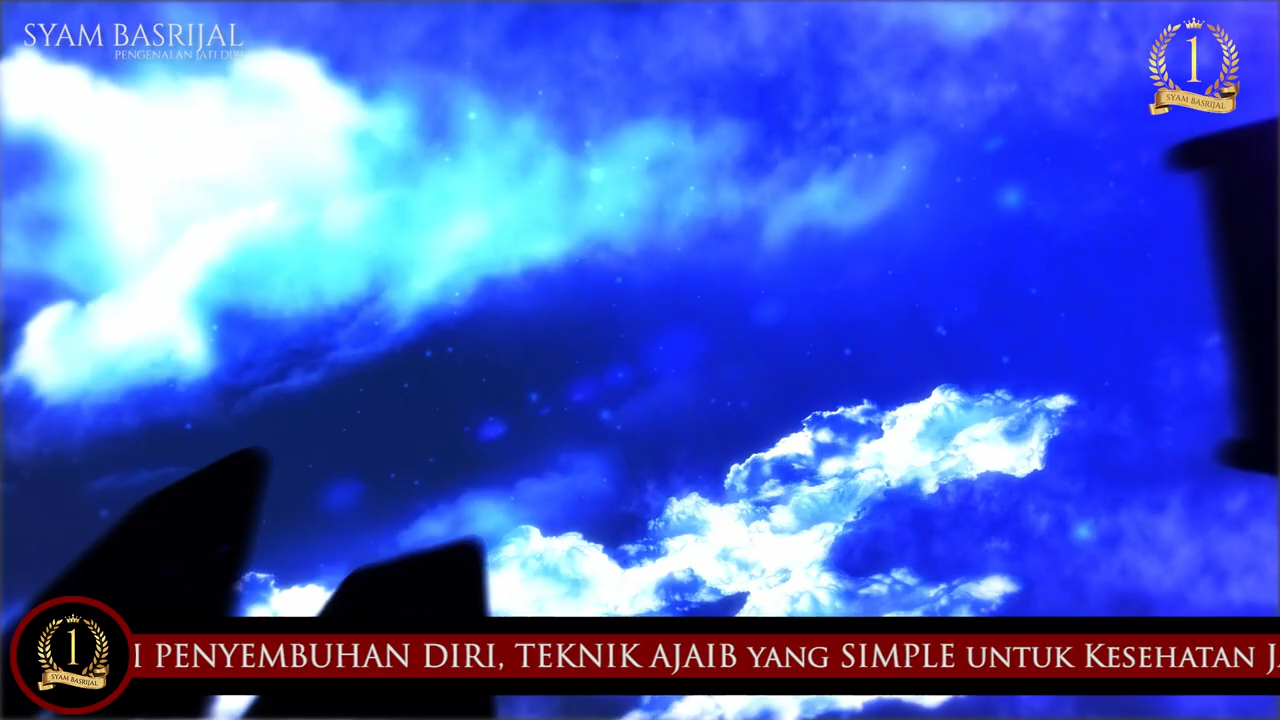 SYAM BASRIJAL
PENGENALAN JATI DIRI
1
SYAM BASRIJAL
1
SYAM BASRIJAL
I PENYEMBUHAN DIRI, TEKNIK AJAIB YANG SIMPLE UNTUK KESEHATAN